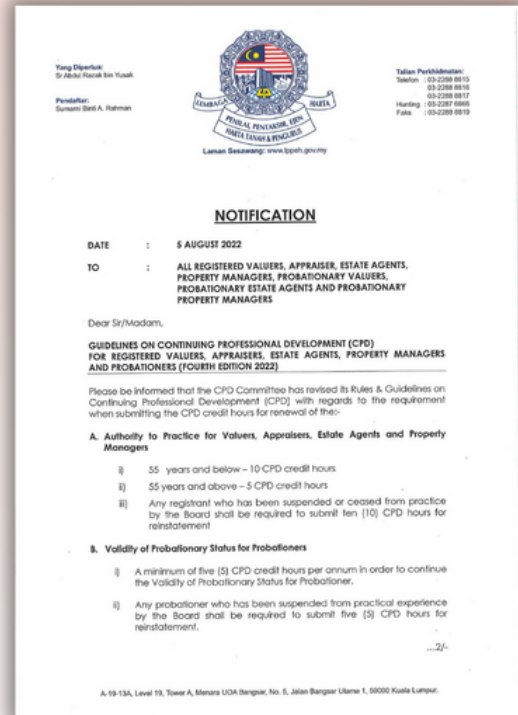 Yang Dipertua:
Sr Abdul Razak bin Yusak
Pendaftar:
Sumarni Binti A. Rahman
LEMBAGA
HARTA
PENILAI, PENTAKSIR, EJEN
HARTA TANAH & PENGURUS
Laman Sesawang: www.lppeh.gov.my
Talian Perkhidmatan:
Telefon : 03-2288 8815
03-2288 8816
03-2288 8817
Hunting : 03-2287 6666
Faks : 03-2288 8819
NOTIFICATION
DATE : 5 AUGUST 2022
TO : ALL REGISTERED VALUERS, APPRAISER, ESTATE AGENTS,
PROPERTY MANAGERS, PROBATIONARY VALUERS,
PROBATIONARY ESTATE AGENTS AND PROBATIONARY
PROPERTY MANAGERS
Dear Sir/Madam,
GUIDELINES ON CONTINUING PROFESSIONAL DEVELOPMENT (CPD)
FOR REGISTERED VALUERS, APPRAISERS, ESTATE AGENTS, PROPERTY MANAGERS
AND PROBATIONERS (FOURTH EDITION 2022)
Please be informed that the CPD Committee has revised its Rules & Guidelines on
Continuing Professional Development (CPD) with regards to the requirement
when submitting the CPD credit hours for renewal of the:-
A. Authority to Practice for Valuers, Appraisers, Estate Agents and Property
Managers
i) 55 years and below – 10 CPD credit hours
ii) 55 years and above – 5 CPD credit hours
iii) Any registrant who has been suspended or ceased from practice
by the Board shall be required to submit ten (10) CPD hours for
reinstatement
B. Validity of Probationary Status for Probationers
i) A minimum of five (5) CPD credit hours per annum in order to continue
the Validity of Probationary Status for Probationer.
ii) Any probationer who has been suspended from practical experience
by the Board shall be required to submit five (5) CPD hours for
reinstatement.
...2/-
A-19-13A, Level 19, Tower A, Menara UOA Bangsar, No. 5, Jalan Bangsar Utama 1, 59000 Kuala Lumpur.